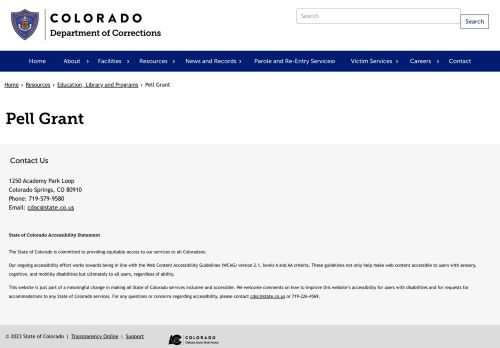 COLORADO
Department of Corrections
Search
Search
Home About Facilities Resources News and Records Parole and Re-Entry Services Victim Services Careers Contact
Home › Resources › Education, Library and Programs › Pell Grant
Pell Grant
Contact Us
1250 Academy Park Loop
Colorado Springs, CO 80910
Phone: 719-579-9580
Email: cdoc@state.co.us
State of Colorado Accessibility Statement
The State of Colorado is committed to providing equitable access to our services to all Coloradans.
Our ongoing accessibility effort works towards being in line with the Web Content Accessibility Guidelines (WCAG) version 2.1, levels A and AA criteria. These guidelines not only help make web content accessible to users with sensory,
cognitive, and mobility disabilities but ultimately to all users, regardless of ability.
This website is just part of a meaningful change in making all State of Colorado services inclusive and accessible. We welcome comments on how to improve this website's accessibility for users with disabilities and for requests for
accommodations to any State of Colorado services. For any questions or concerns regarding accessibility, please contact cdoc@state.co.us or 719-226-4569.
© 2023 State of Colorado | Transparency Online | Support
COLORADO
Official State Web Portal